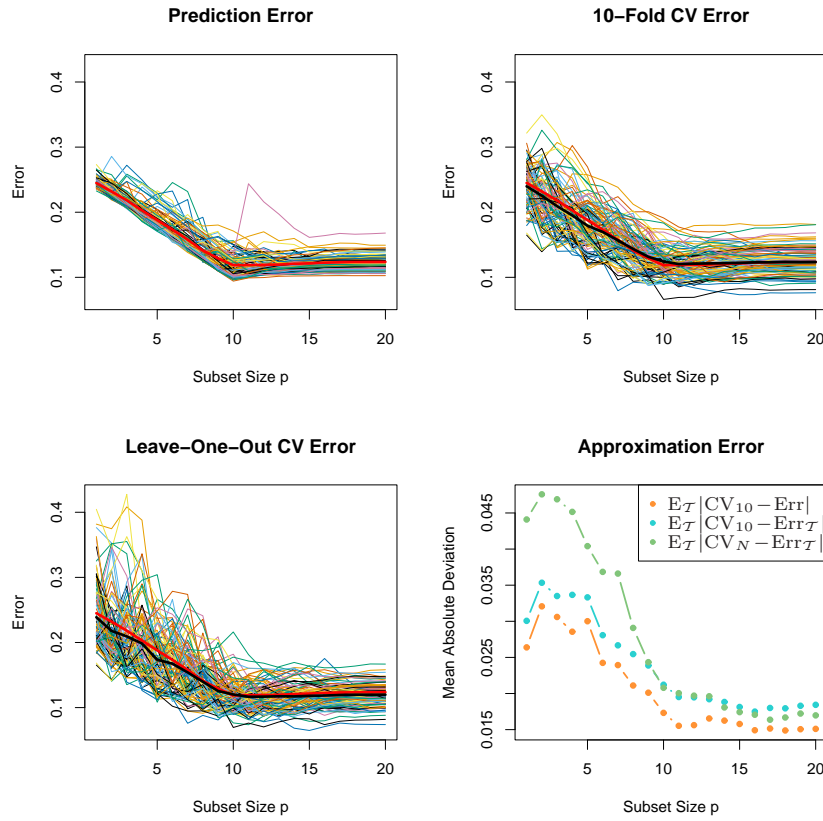 Prediction Error
Error
0.1 0.2 0.3 0.4
5 10 15 20
Subset Size p
10−Fold CV Error
Error
0.1 0.2 0.3 0.4
5 10 15 20
Subset Size p
Leave−One−Out CV Error
Error
0.1 0.2 0.3 0.4
5 10 15 20
Subset Size p
Approximation Error
Mean Absolute Deviation
0.015 0.025 0.035 0.045
E𝒯|CV10−Err|
E𝒯|CV10−Err𝒯|
E𝒯|CVN−Err𝒯|
5 10 15 20
Subset Size p